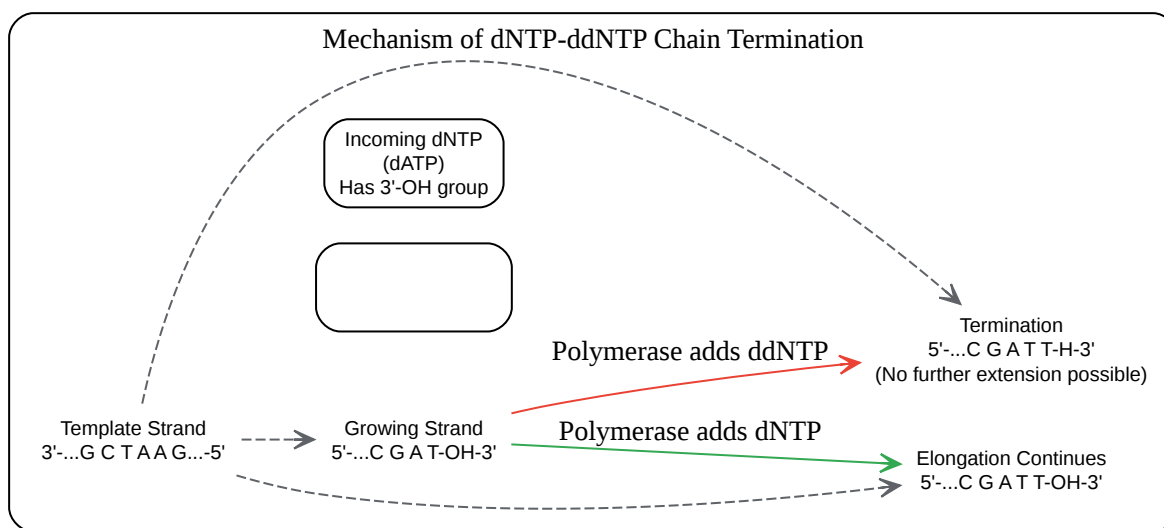 Mechanism of dNTP-ddNTP Chain Termination
Incoming dNTP
(dATP)
Has 3'-OH group
Termination
5'-...C G A T T-H-3'
(No further extension possible)
Polymerase adds ddNTP
Template Strand
3'-...G C T A A G...-5'
Growing Strand
5'-...C G A T-OH-3'
Polymerase adds dNTP
Elongation Continues
5'-...C G A T T-OH-3'